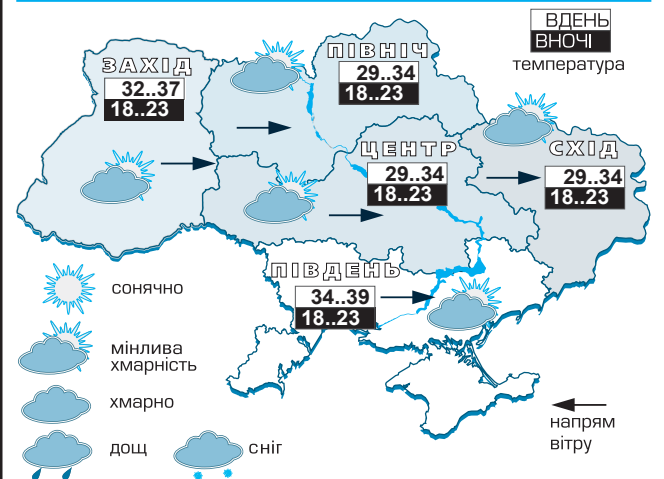 ВДЕНЬ
ВНОЧІ
температура
ПІВНІЧ
29..34
18..23
ЗАХІД
32..37
18..23
ЦЕНТР
29..34
18..23
СХІД
29..34
18..23
ПІВДЕНЬ
34..39
18..23
сонячно
мінлива
хмарність
хмарно
дощ
сніг
напрям
вітру